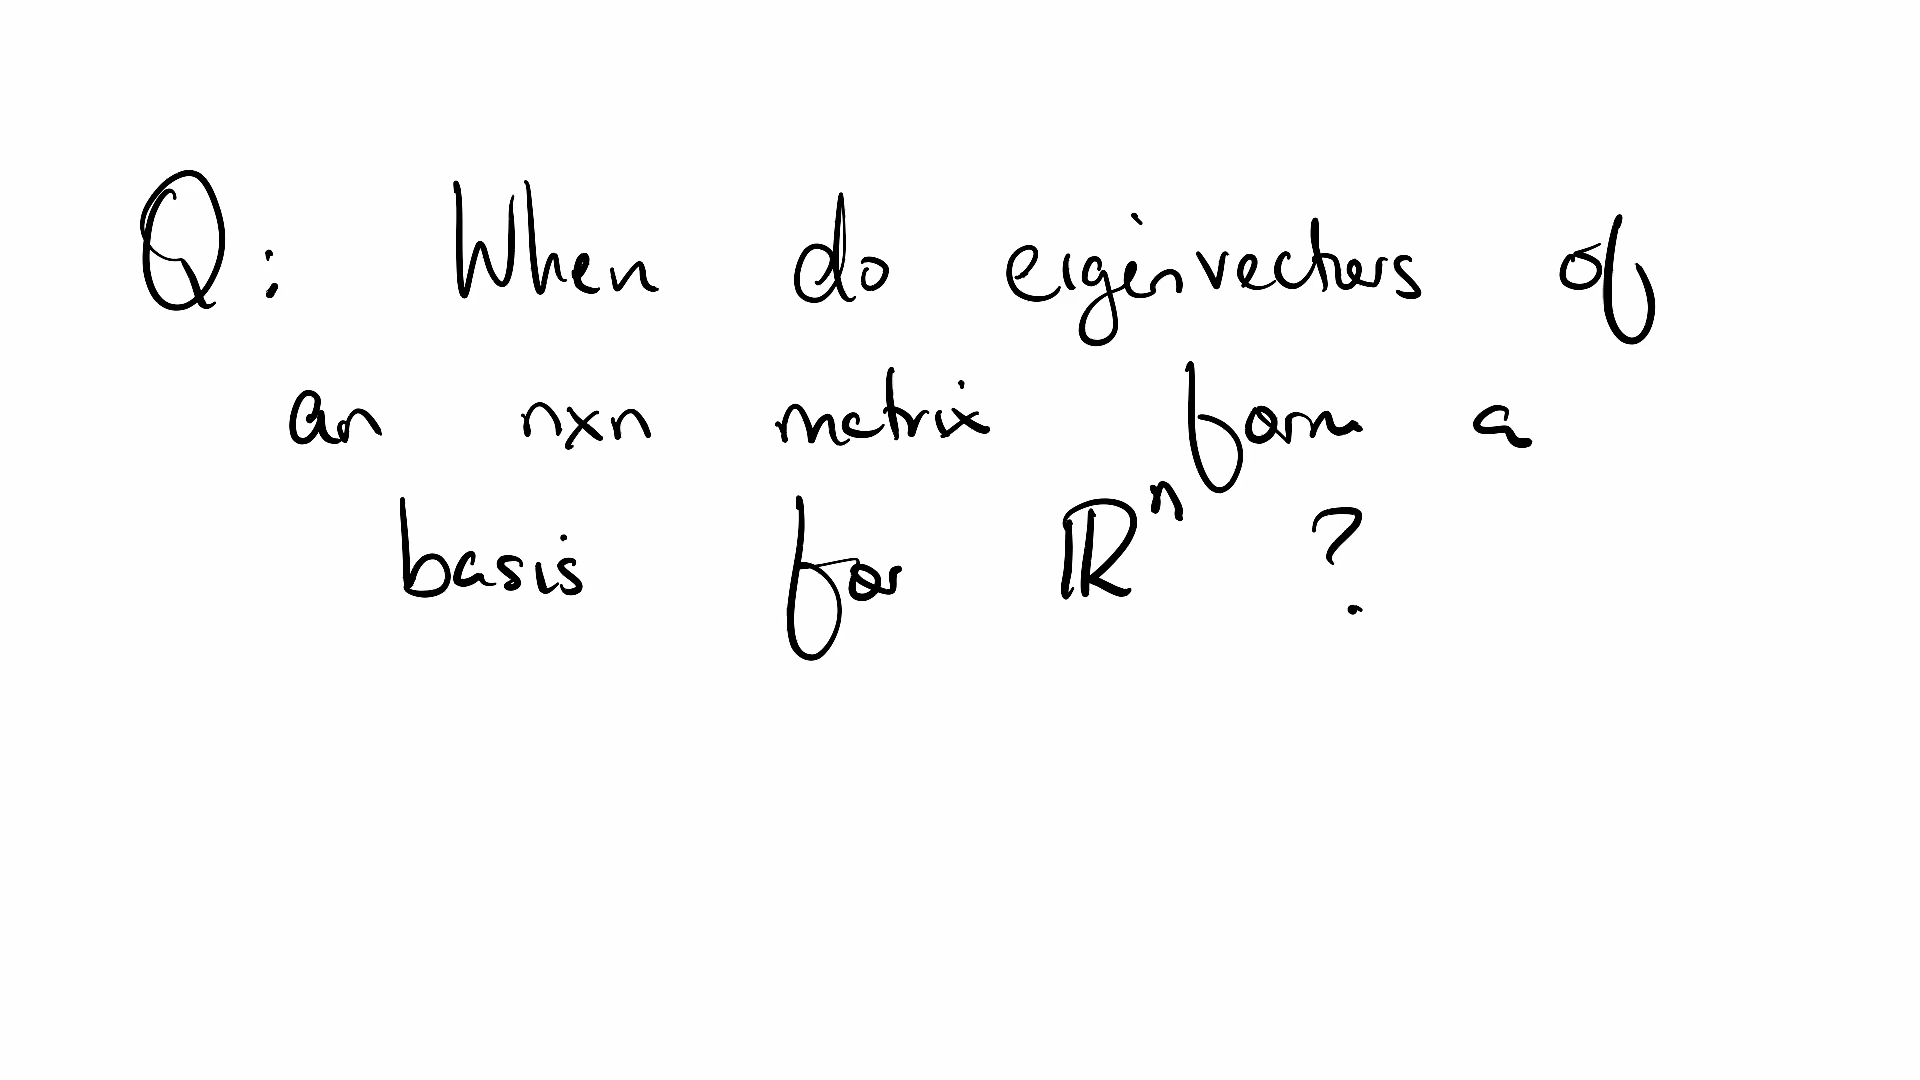 Q: When do eigenvectors of
an nxn matrix form a
basis for ℝⁿ ?